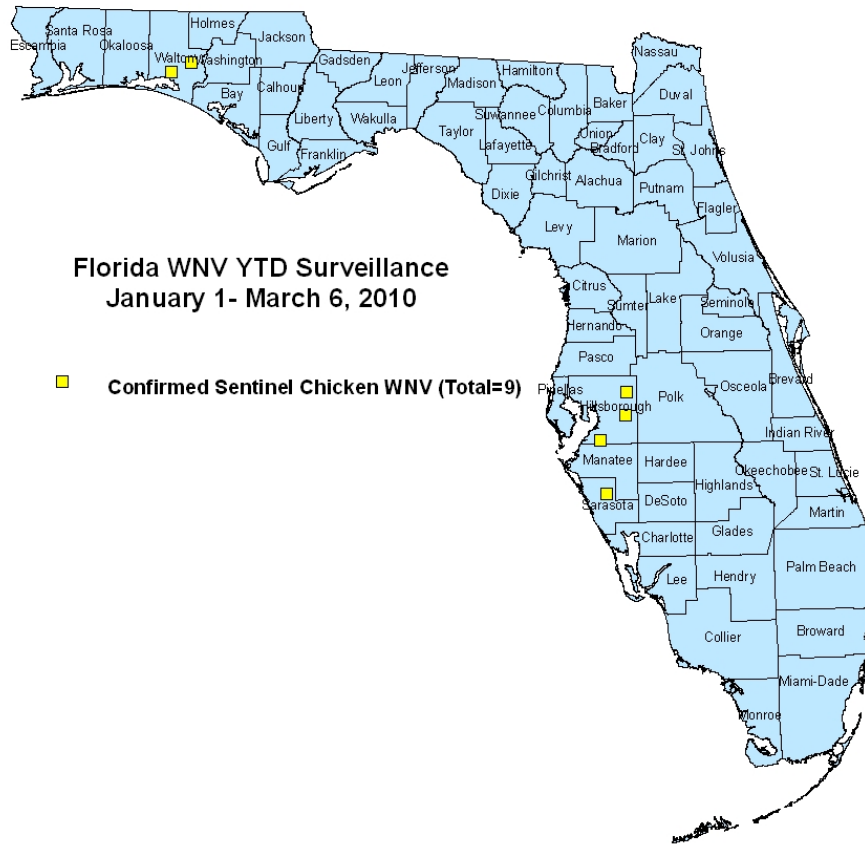 Holmes
Santa Rosa
Jackson
Escambia
Okaloosa
Walton
Washington
Nassau
Gadsden
Jefferson
Hamilton
Leon
Madison
Bay
Calhoun
Duval
Baker
Columbia
Suwannee
Liberty
Wakulla
Union
Clay
Taylor
Bradford
Gulf
Lafayette
St. Johns
Franklin
Gilchrist
Alachua
Putnam
Dixie
Flagler
Levy
Marion
Volusia
Florida WNV YTD Surveillance
January 1- March 6, 2010
Citrus
Sumter
Lake
Seminole
Hernando
Orange
Pasco
Confirmed Sentinel Chicken WNV (Total=9)
Pinellas
Hillsborough
Polk
Osceola
Brevard
Indian River
Manatee
Hardee
Okeechobee
St. Lucie
Highlands
Sarasota
DeSoto
Martin
Charlotte
Glades
Palm Beach
Lee
Hendry
Collier
Broward
Miami-Dade
Monroe